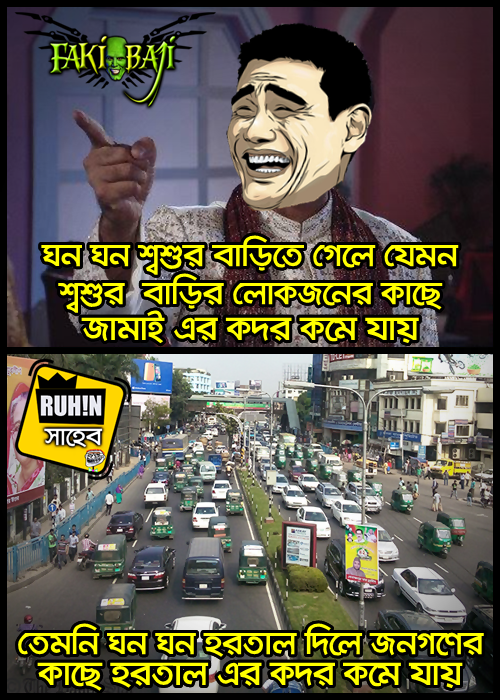 FAKIBAJI
ঘন ঘন শ্বশুর বাড়িতে গেলে যেমন
শ্বশুর বাড়ির লোকজনের কাছে
জামাই এর কদর কমে যায়
RUH!N
সাহেব
তেমনি ঘন ঘন হরতাল দিলে জনগণের
কাছে হরতাল এর কদর কমে যায়